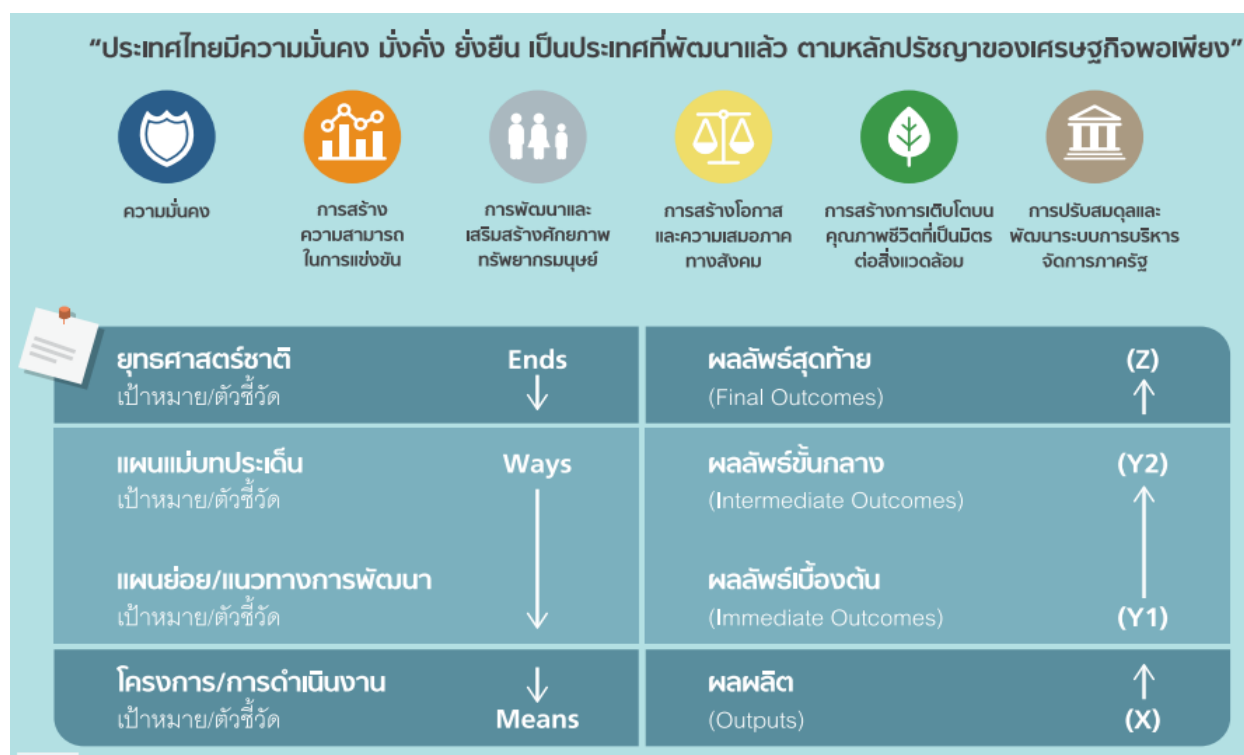 “ประเทศไทยมีความมั่นคง มั่งคั่ง ยั่งยืน เป็นประเทศที่พัฒนาแล้ว ตามหลักปรัชญาของเศรษฐกิจพอเพียง”
ความมั่นคง
การสร้าง
ความสามารถ
ในการแข่งขัน
การพัฒนาและ
เสริมสร้างศักยภาพ
ทรัพยากรมนุษย์
การสร้างโอกาส
และความเสมอภาค
ทางสังคม
การสร้างการเติบโตบน
คุณภาพชีวิตที่เป็นมิตร
ต่อสิ่งแวดล้อม
การปรับสมดุลและ
พัฒนาระบบการบริหาร
จัดการภาครัฐ
ยุทธศาสตร์ชาติ Ends
เป้าหมาย/ตัวชี้วัด
ผลลัพธ์สุดท้าย (Z)
(Final Outcomes)
แผนแม่บทประเด็น Ways
เป้าหมาย/ตัวชี้วัด
ผลลัพธ์ขั้นกลาง (Y2)
(Intermediate Outcomes)
แผนย่อย/แนวทางการพัฒนา
เป้าหมาย/ตัวชี้วัด
ผลลัพธ์เบื้องต้น
(Immediate Outcomes) (Y1)
โครงการ/การดำเนินงาน
เป้าหมาย/ตัวชี้วัด Means
ผลผลิต
(Outputs) (X)